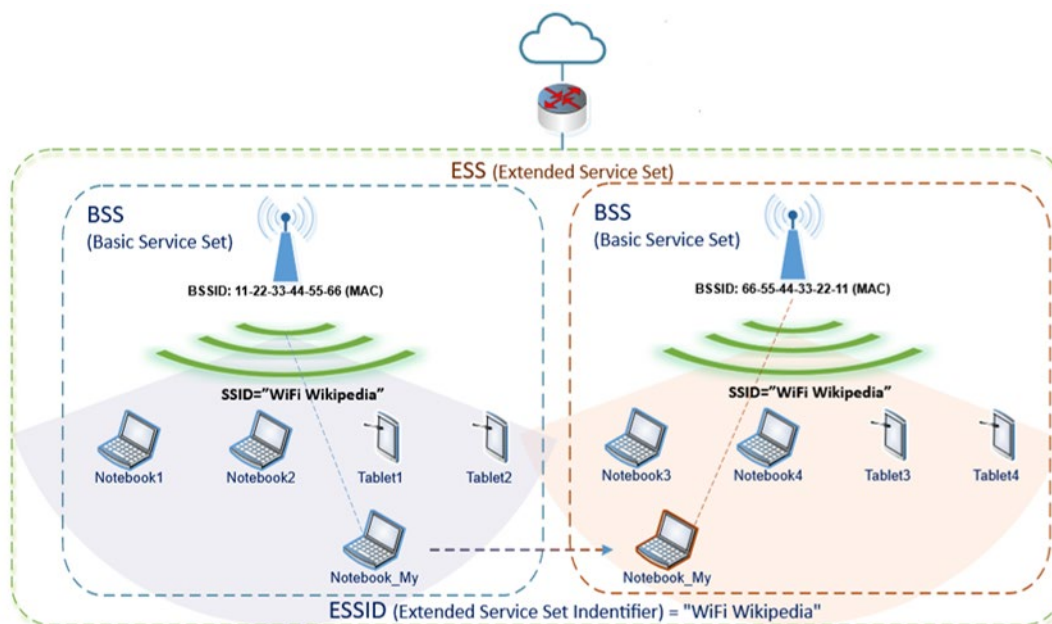 ESS (Extended Service Set)
BSS
(Basic Service Set)
BSSID: 11-22-33-44-55-66 (MAC)
SSID="WiFi Wikipedia"
Notebook1
Notebook2
Tablet1
Tablet2
Notebook_My
BSS
(Basic Service Set)
BSSID: 66-55-44-33-22-11 (MAC)
SSID="WiFi Wikipedia"
Notebook3
Notebook4
Tablet3
Tablet4
Notebook_My
ESSID (Extended Service Set Indentifier) = "WiFi Wikipedia"